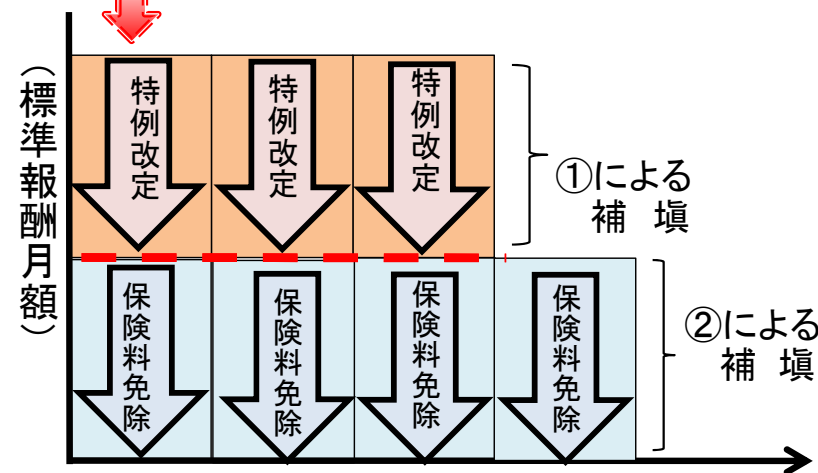 （標準報酬月額）
特例改定
特例改定
特例改定
①による
補　塡
保険料免除
保険料免除
保険料免除
保険料免除
②による
補　塡